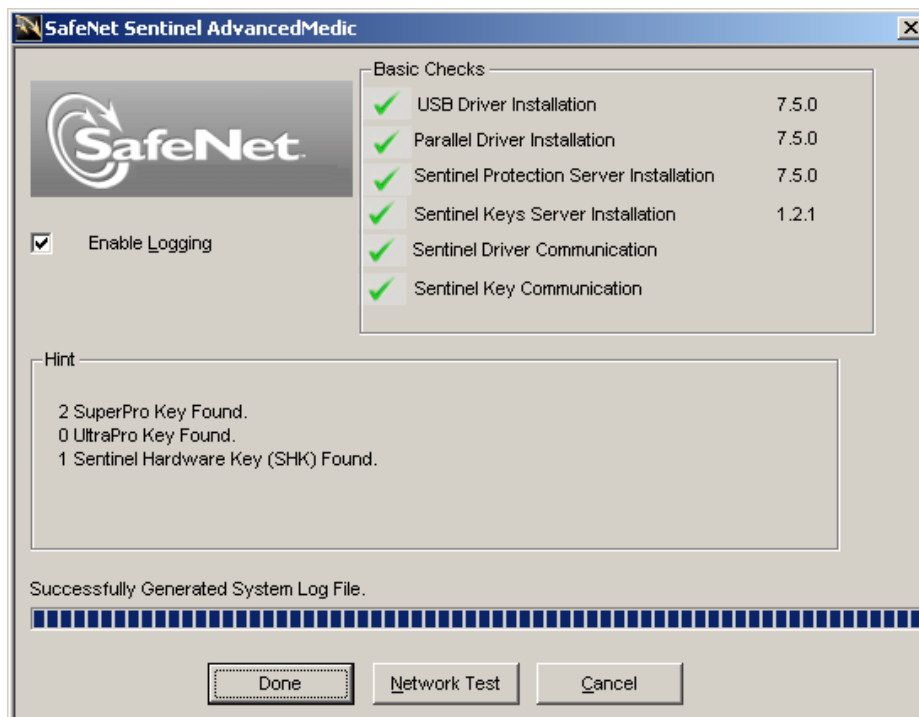 SafeNet Sentinel AdvancedMedic
SafeNet
Enable Logging
Basic Checks
USB Driver Installation 7.5.0
Parallel Driver Installation 7.5.0
Sentinel Protection Server Installation 7.5.0
Sentinel Keys Server Installation 1.2.1
Sentinel Driver Communication
Sentinel Key Communication
Hint
2 SuperPro Key Found.
0 UltraPro Key Found.
1 Sentinel Hardware Key (SHK) Found.
Successfully Generated System Log File.
Done Network Test Cancel